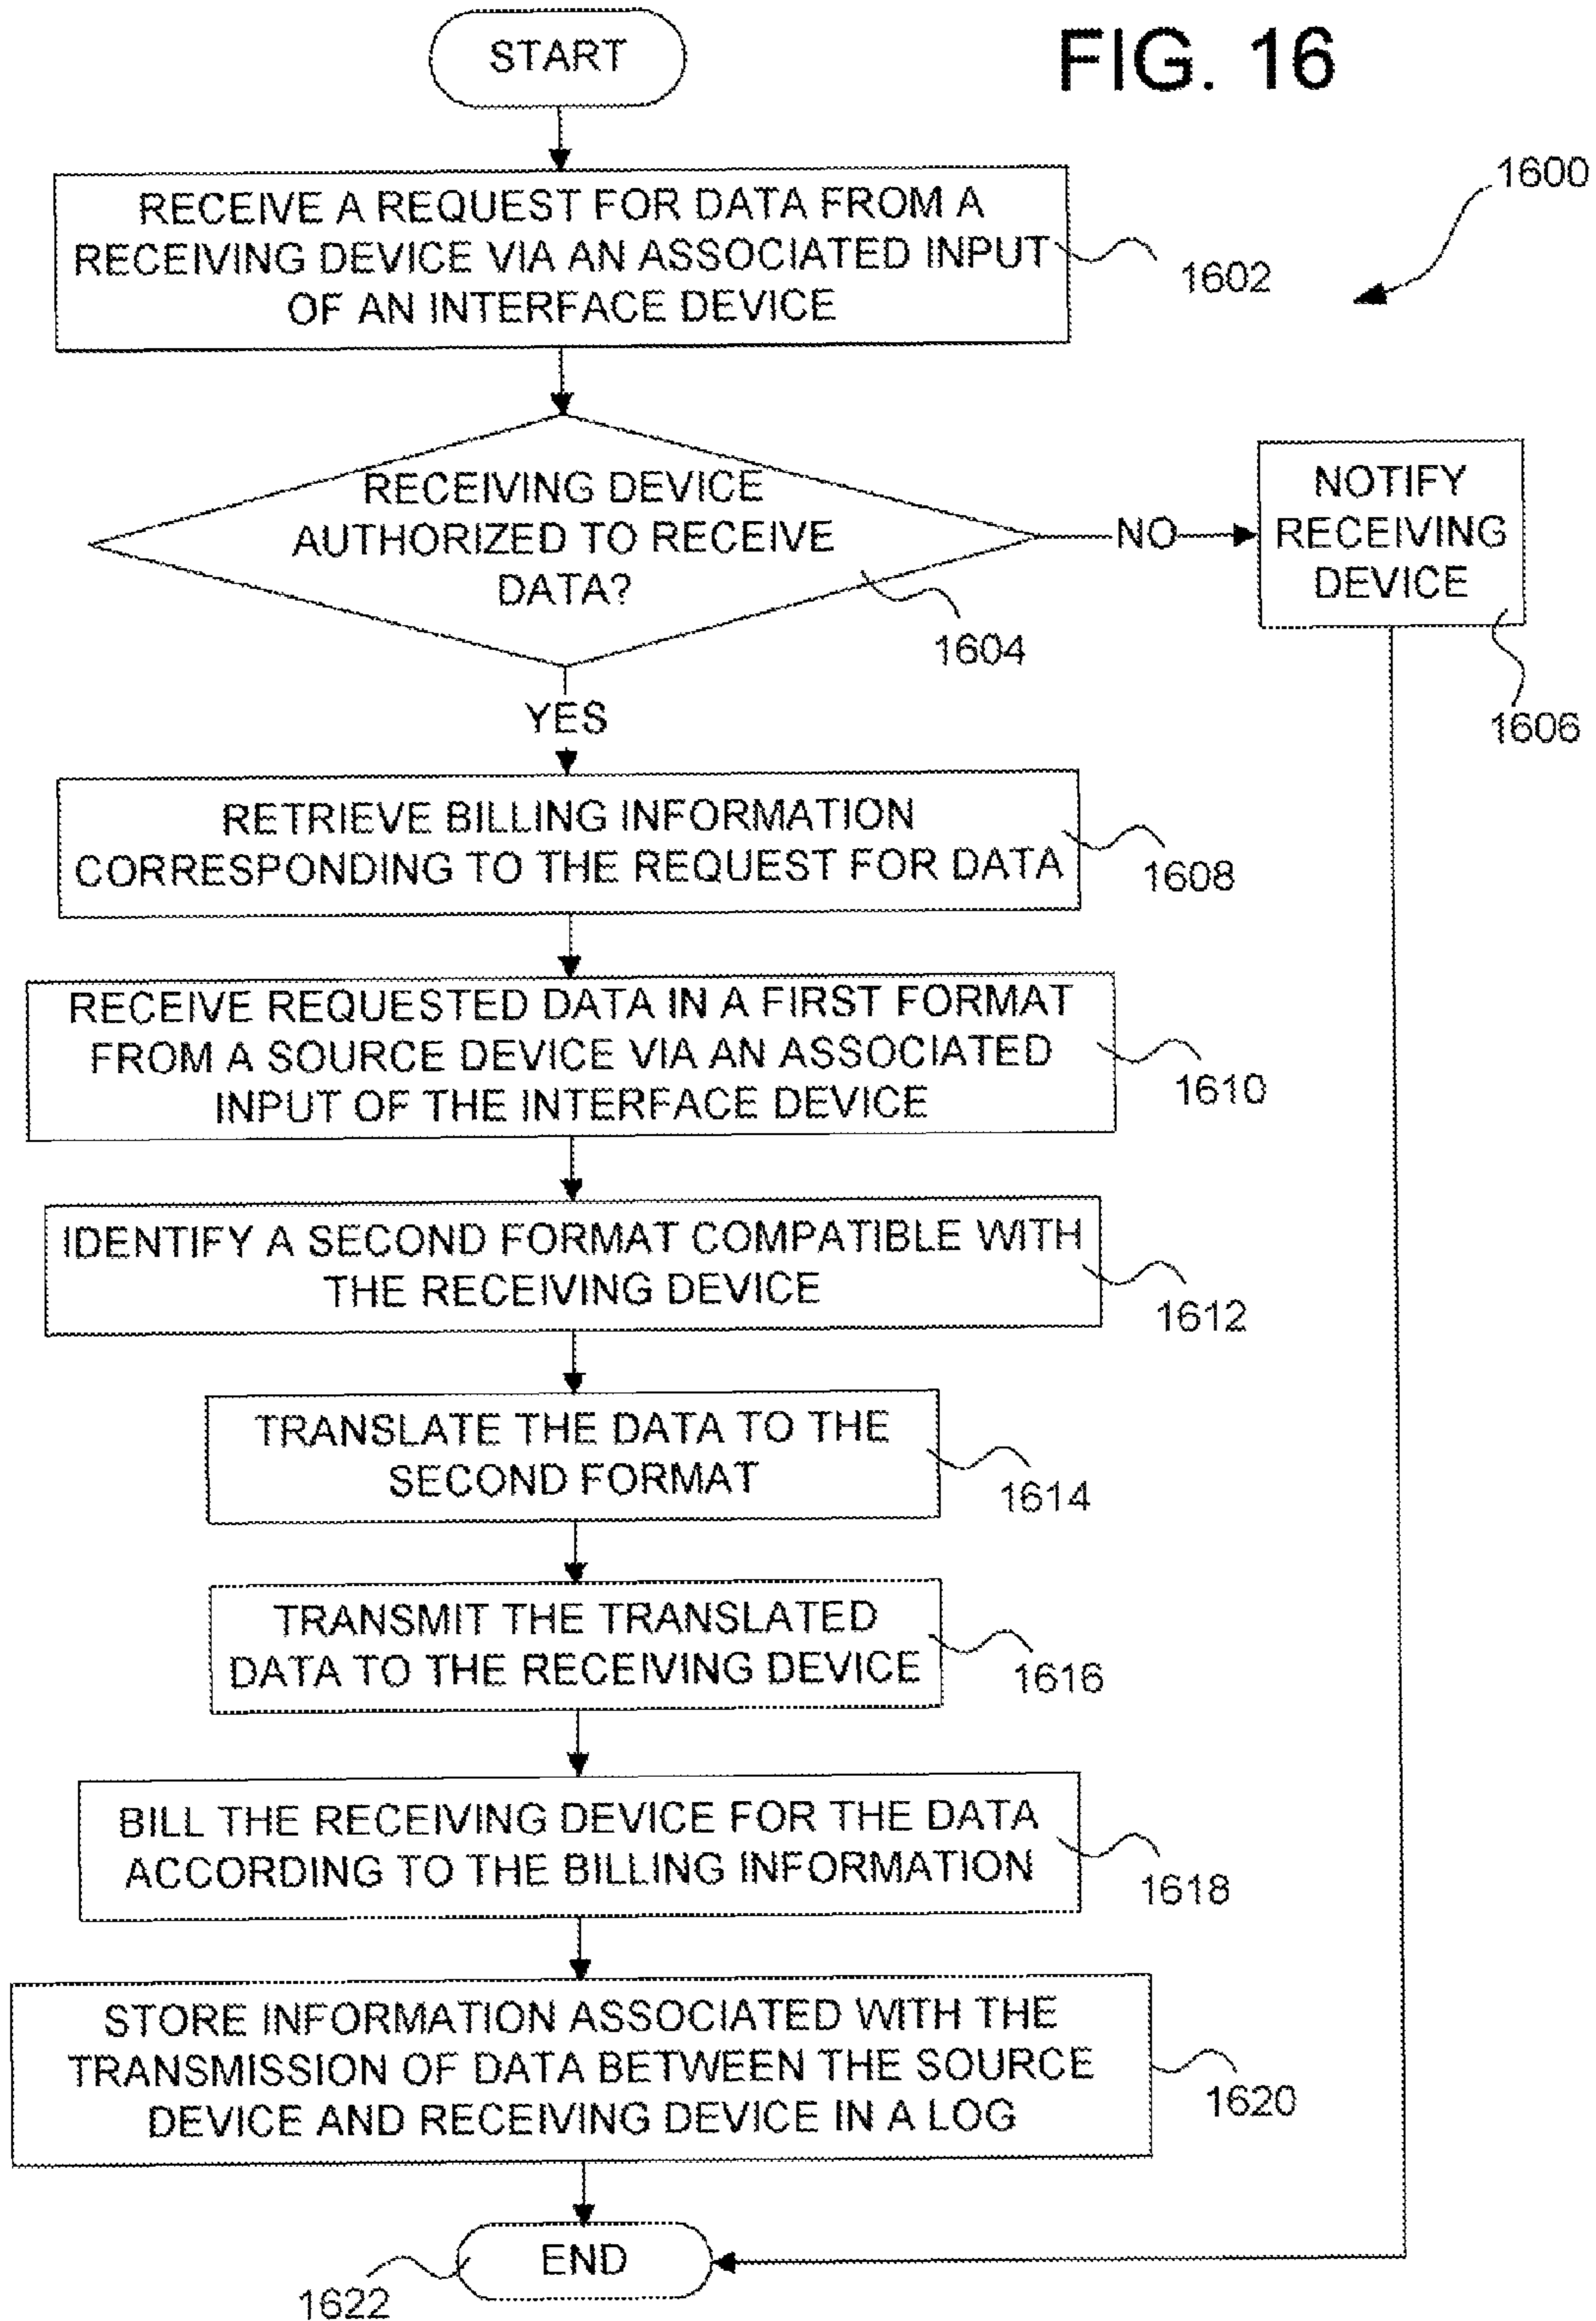 START
FIG. 16
1600
RECEIVE A REQUEST FOR DATA FROM A
RECEIVING DEVICE VIA AN ASSOCIATED INPUT
OF AN INTERFACE DEVICE
1602
RECEIVING DEVICE
AUTHORIZED TO RECEIVE
DATA?
1604
NO
NOTIFY
RECEIVING
DEVICE
1606
YES
RETRIEVE BILLING INFORMATION
CORRESPONDING TO THE REQUEST FOR DATA
1608
RECEIVE REQUESTED DATA IN A FIRST FORMAT
FROM A SOURCE DEVICE VIA AN ASSOCIATED
INPUT OF THE INTERFACE DEVICE
1610
IDENTIFY A SECOND FORMAT COMPATIBLE WITH
THE RECEIVING DEVICE
1612
TRANSLATE THE DATA TO THE
SECOND FORMAT
1614
TRANSMIT THE TRANSLATED
DATA TO THE RECEIVING DEVICE
1616
BILL THE RECEIVING DEVICE FOR THE DATA
ACCORDING TO THE BILLING INFORMATION
1618
STORE INFORMATION ASSOCIATED WITH THE
TRANSMISSION OF DATA BETWEEN THE SOURCE
DEVICE AND RECEIVING DEVICE IN A LOG
1620
END
1622